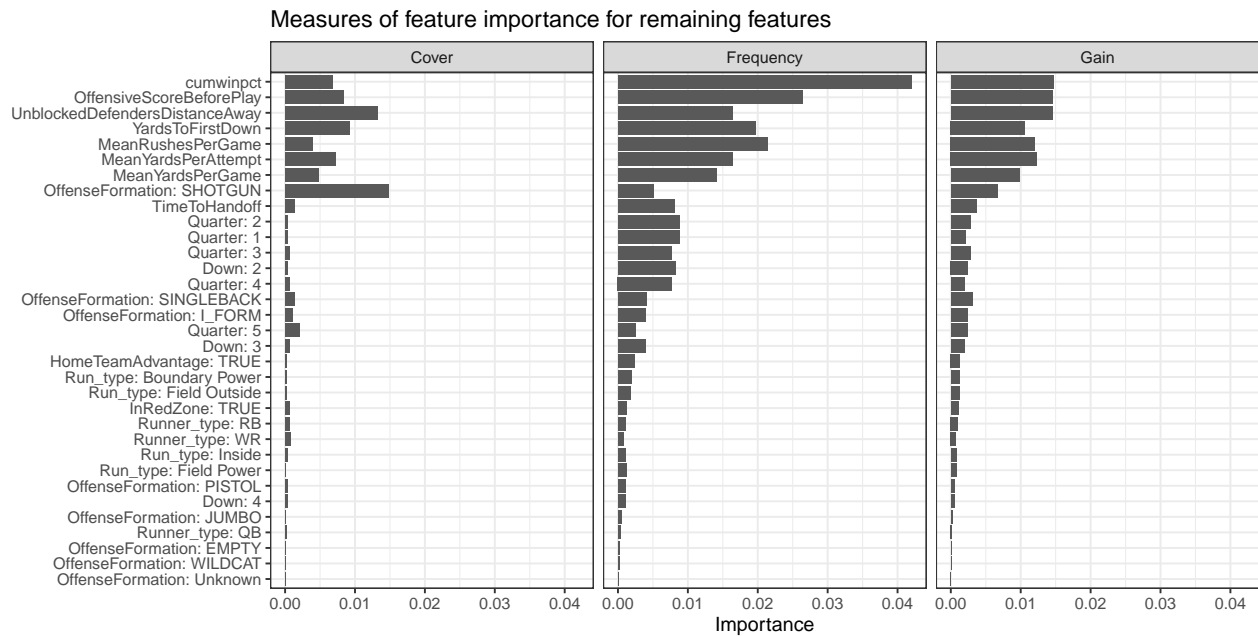 Measures of feature importance for remaining features
Cover Frequency Gain
cumwinpct
OffensiveScoreBeforePlay
UnblockedDefendersDistanceAway
YardsToFirstDown
MeanRushesPerGame
MeanYardsPerAttempt
MeanYardsPerGame
OffenseFormation: SHOTGUN
TimeToHandoff
Quarter: 2
Quarter: 1
Quarter: 3
Down: 2
Quarter: 4
OffenseFormation: SINGLEBACK
OffenseFormation: I_FORM
Quarter: 5
Down: 3
HomeTeamAdvantage: TRUE
Run_type: Boundary Power
Run_type: Field Outside
InRedZone: TRUE
Runner_type: RB
Runner_type: WR
Run_type: Inside
Run_type: Field Power
OffenseFormation: PISTOL
Down: 4
OffenseFormation: JUMBO
Runner_type: QB
OffenseFormation: EMPTY
OffenseFormation: WILDCAT
OffenseFormation: Unknown
0.00 0.01 0.02 0.03 0.04 0.00 0.01 0.02 0.03 0.04 0.00 0.01 0.02 0.03 0.04
Importance